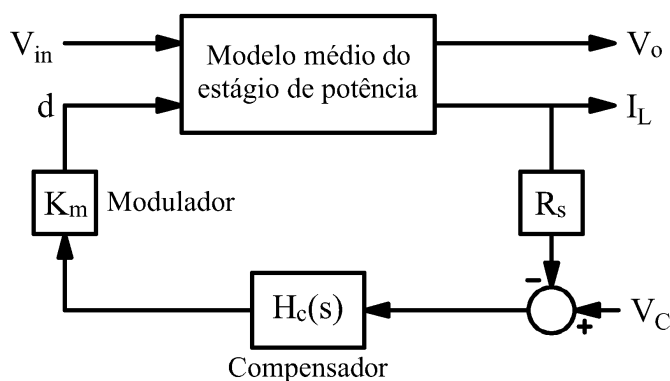 V_in
Modelo médio do
estágio de potência
V_o
d
I_L
K_m
Modulador
R_s
-
H_c(s)
+
V_C
Compensador